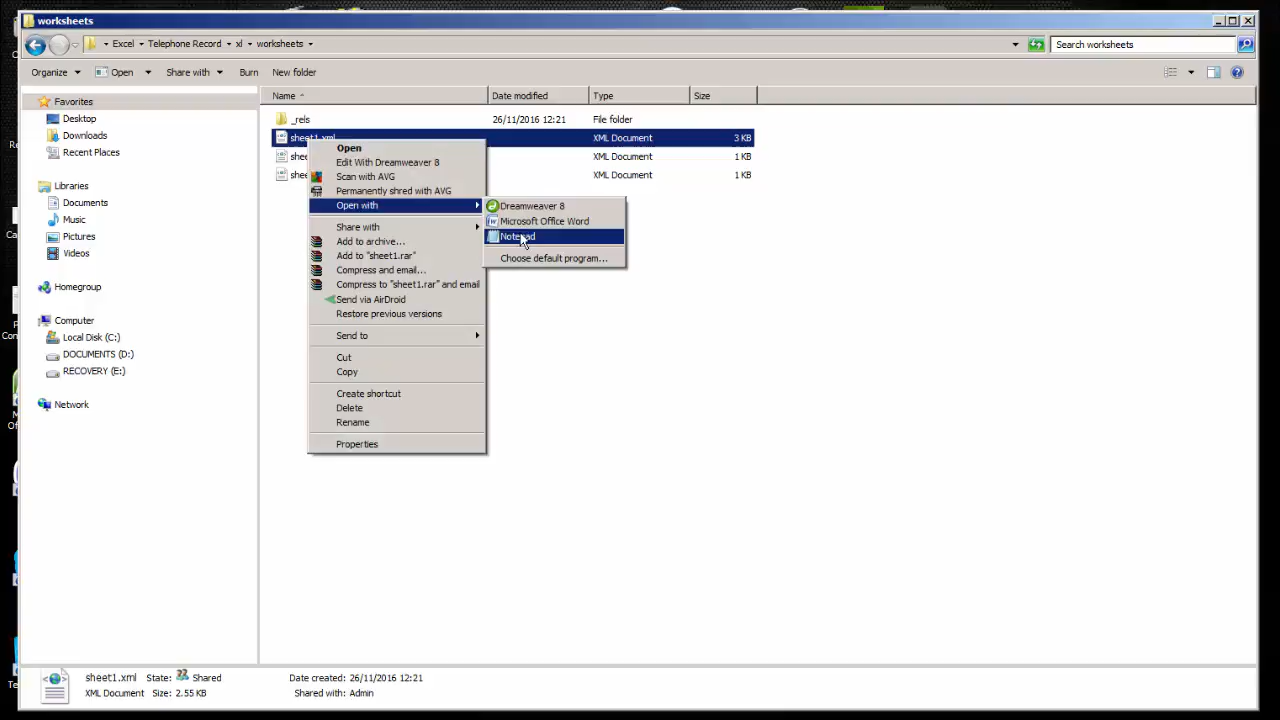 worksheets
Excel Telephone Record xl worksheets
Search worksheets
Organize Open Share with Burn New folder
Name Date modified Type Size
Favorites
Desktop
Downloads
Recent Places
Libraries
Documents
Music
Pictures
Videos
Homegroup
Computer
Local Disk (C:)
DOCUMENTS (D:)
RECOVERY (E:)
Network
_rels 26/11/2016 12:21 File folder
sheet1.xml XML Document 3 KB
XML Document 1 KB
XML Document 1 KB
Open
Edit With Dreamweaver 8
Scan with AVG
Permanently shred with AVG
Open with
Share with
Add to archive...
Add to "sheet1.rar"
Compress and email...
Compress to "sheet1.rar" and email
Send via AirDroid
Restore previous versions
Send to
Cut
Copy
Create shortcut
Delete
Rename
Properties
Dreamweaver 8
Microsoft Office Word
Notepad
Choose default program...
sheet1.xml State: Shared Date created: 26/11/2016 12:21
XML Document Size: 2.55 KB Shared with: Admin